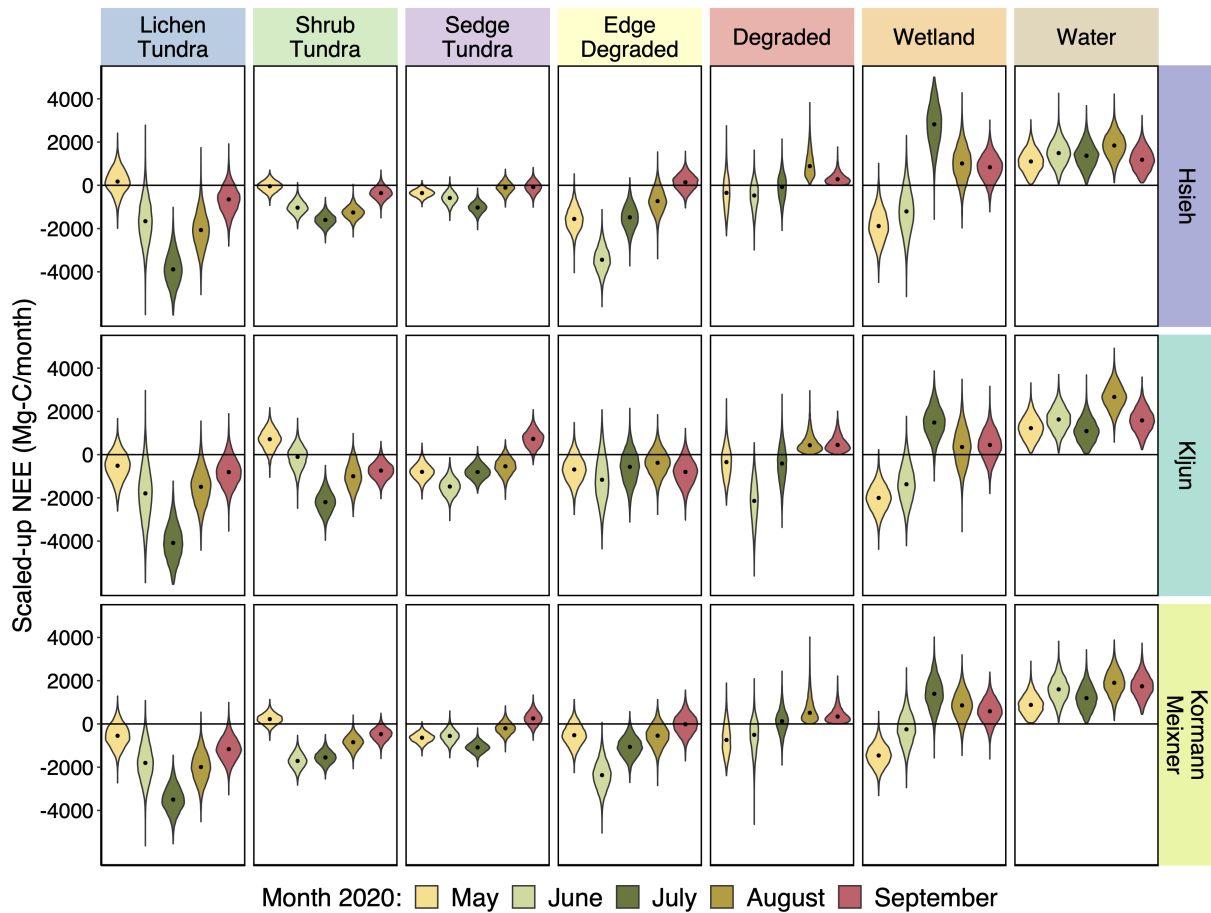 Lichen
Tundra
Shrub
Tundra
Sedge
Tundra
Edge
Degraded
Degraded
Wetland
Water
Scaled-up NEE (Mg-C/month)
4000
2000
0
-2000
-4000
Hsieh
4000
2000
0
-2000
-4000
Kljun
4000
2000
0
-2000
-4000
Kormann
Meixner
Month 2020: May June July August September